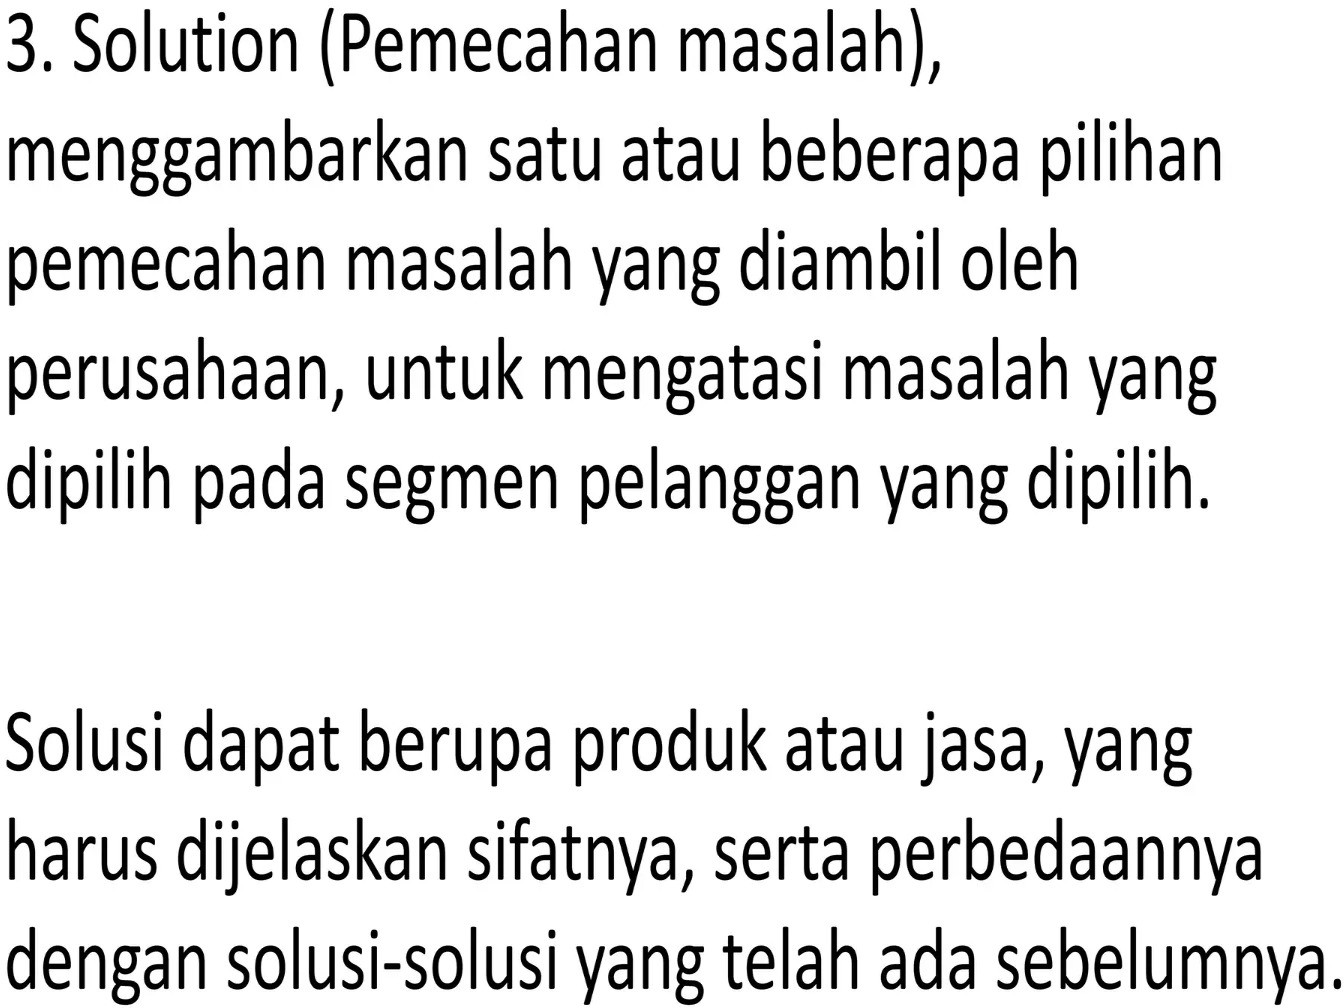 3. Solution (Pemecahan masalah),
menggambarkan satu atau beberapa pilihan
pemecahan masalah yang diambil oleh
perusahaan, untuk mengatasi masalah yang
dipilih pada segmen pelanggan yang dipilih.
Solusi dapat berupa produk atau jasa, yang
harus dijelaskan sifatnya, serta perbedaannya
dengan solusi-solusi yang telah ada sebelumnya.